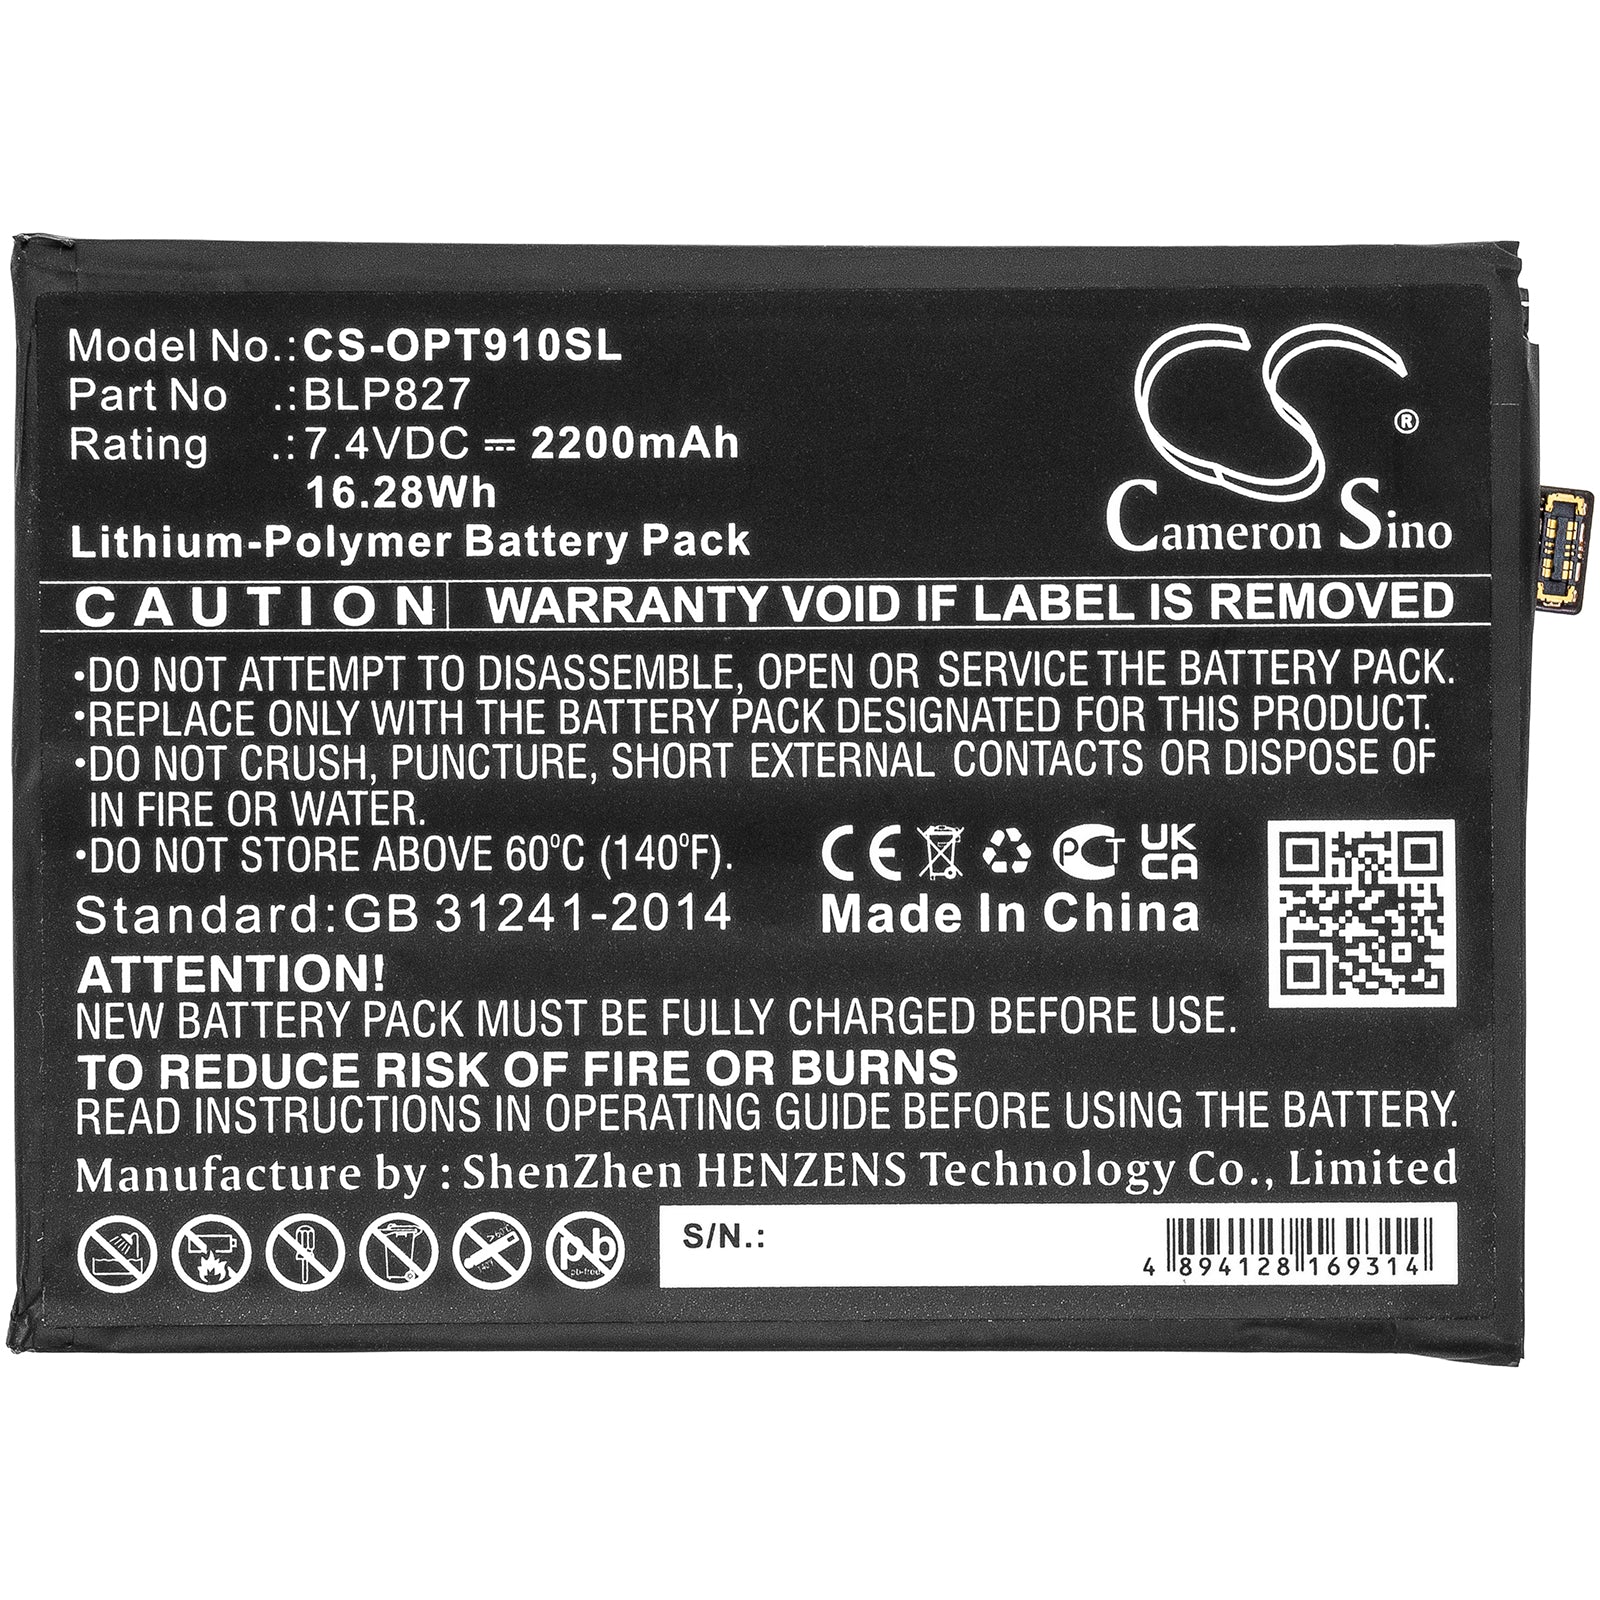 Model No.:CS-OPT910SL
Part No .:BLP827
Rating .:7.4VDC ⎓ 2200mAh
16.28Wh
Lithium-Polymer Battery Pack
CS®
Cameron Sino
CAUTION WARRANTY VOID IF LABEL IS REMOVED
•DO NOT ATTEMPT TO DISASSEMBLE, OPEN OR SERVICE THE BATTERY PACK.
•REPLACE ONLY WITH THE BATTERY PACK DESIGNATED FOR THIS PRODUCT.
•DO NOT CRUSH, PUNCTURE, SHORT EXTERNAL CONTACTS OR DISPOSE OF
IN FIRE OR WATER.
•DO NOT STORE ABOVE 60°C (140°F).
CE PCT UK
CA
Standard:GB 31241-2014
Made In China
ATTENTION!
NEW BATTERY PACK MUST BE FULLY CHARGED BEFORE USE.
TO REDUCE RISK OF FIRE OR BURNS
READ INSTRUCTIONS IN OPERATING GUIDE BEFORE USING THE BATTERY.
Manufacture by : ShenZhen HENZENS Technology Co., Limited
pb
pb-free
S/N.:
4 894128 169314